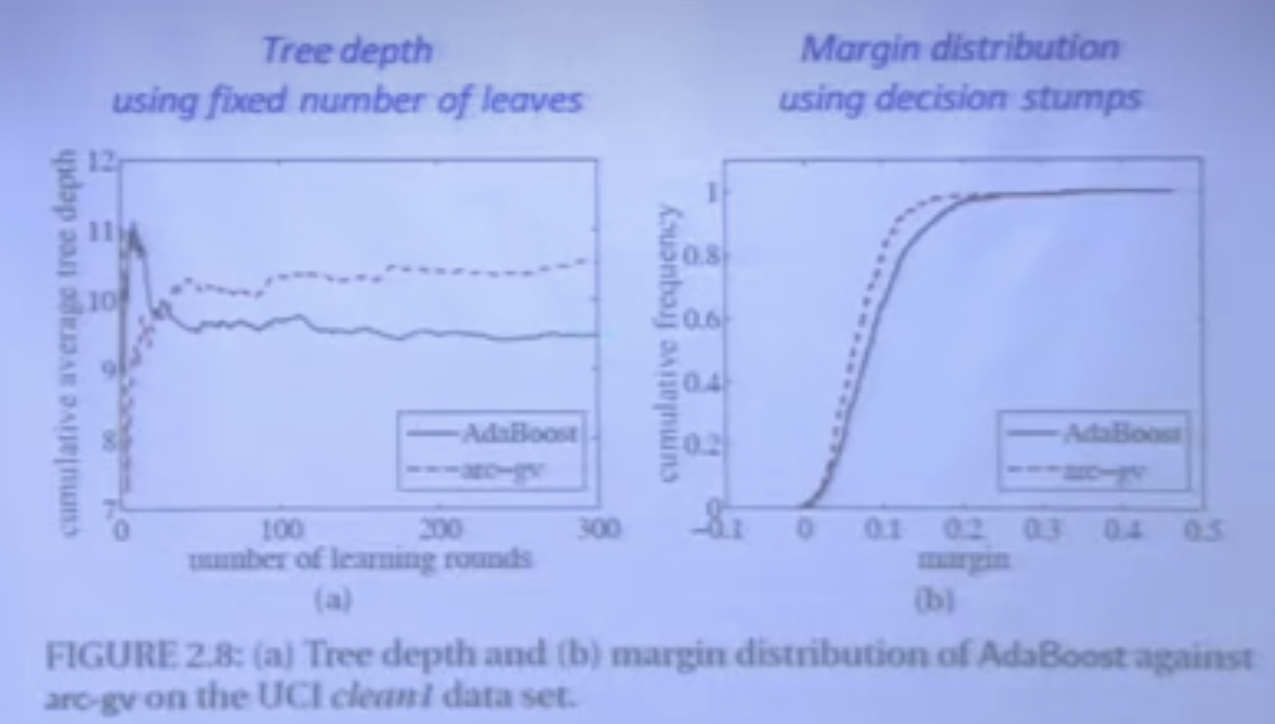 Tree depth
using fixed number of leaves
cumulative average tree depth
12
11
10
9
8
7
0
100
200
300
AdaBoost
arc-gv
number of learning rounds
(a)
Margin distribution
using decision stumps
cumulative frequency
1
0.8
0.6
0.4
0.2
0
-0.1
0
0.1
0.2
0.3
0.4
0.5
AdaBoost
arc-gv
margin
(b)
FIGURE 2.8: (a) Tree depth and (b) margin distribution of AdaBoost against
arc-gv on the UCI clean1 data set.